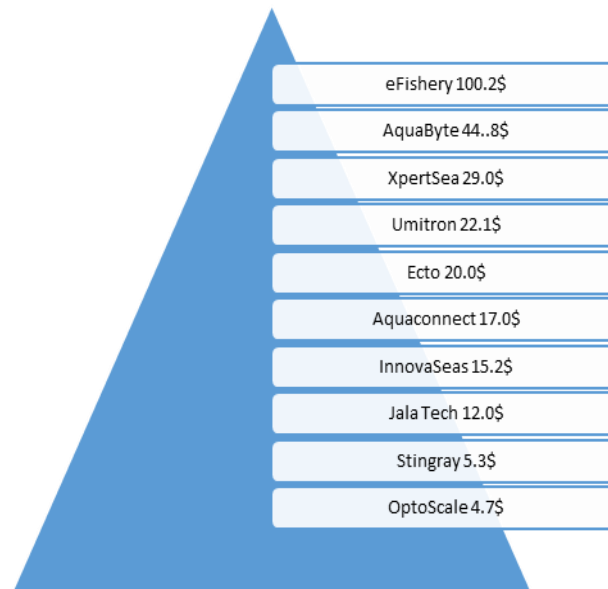 eFishery 100.2$
AquaByte 44..8$
XpertSea 29.0$
Umitron 22.1$
Ecto 20.0$
Aquaconnect 17.0$
InnovaSeas 15.2$
Jala Tech 12.0$
Stingray 5.3$
OptoScale 4.7$